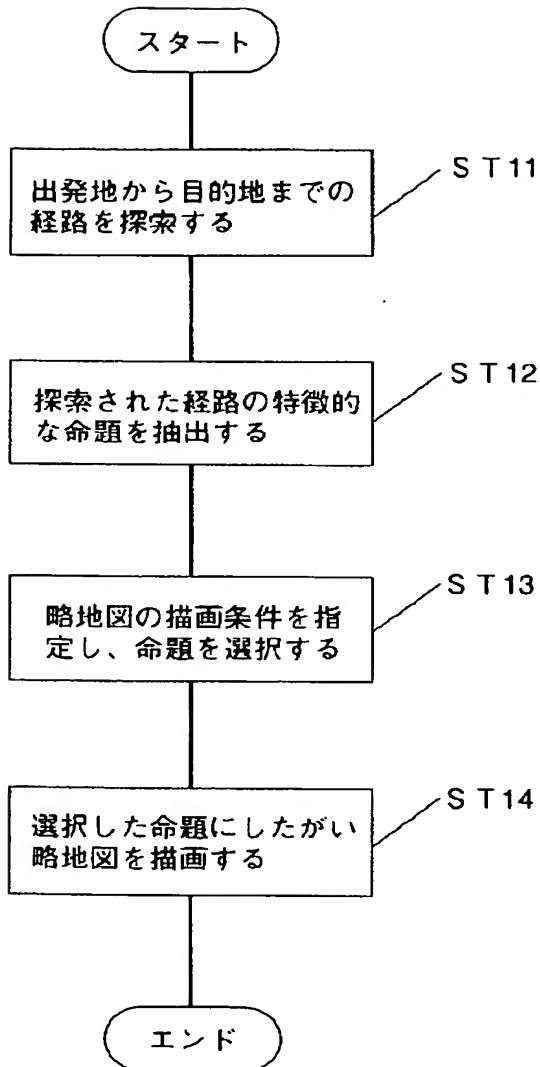 スタート
出発地から目的地までの
経路を探索する
ST11
探索された経路の特徴的
な命題を抽出する
ST12
略地図の描画条件を指
定し、命題を選択する
ST13
選択した命題にしたがい
略地図を描画する
ST14
エンド